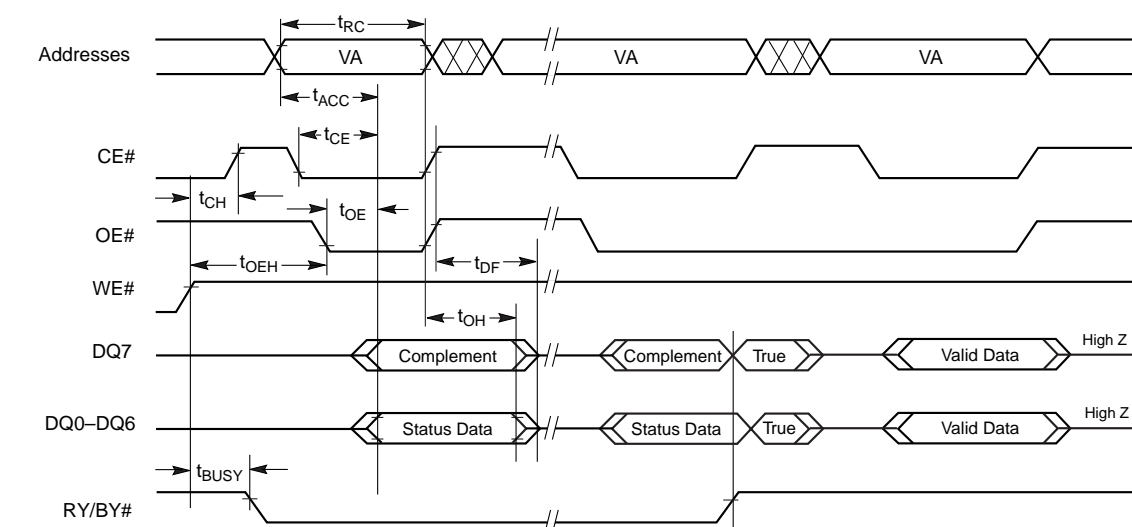 tRC
Addresses VA VA VA
tACC
tCE
CE#
tCH tOE
OE#
tOEH tDF
WE#
tOH
DQ7 Complement Complement True Valid Data High Z
DQ0–DQ6 Status Data Status Data True Valid Data High Z
tBUSY
RY/BY#